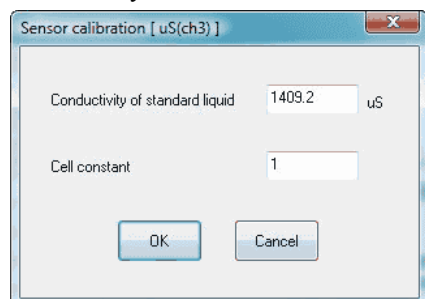 Sensor calibration [ uS(ch3) ]
Conductivity of standard liquid 1409.2 uS
Cell constant 1
OK Cancel